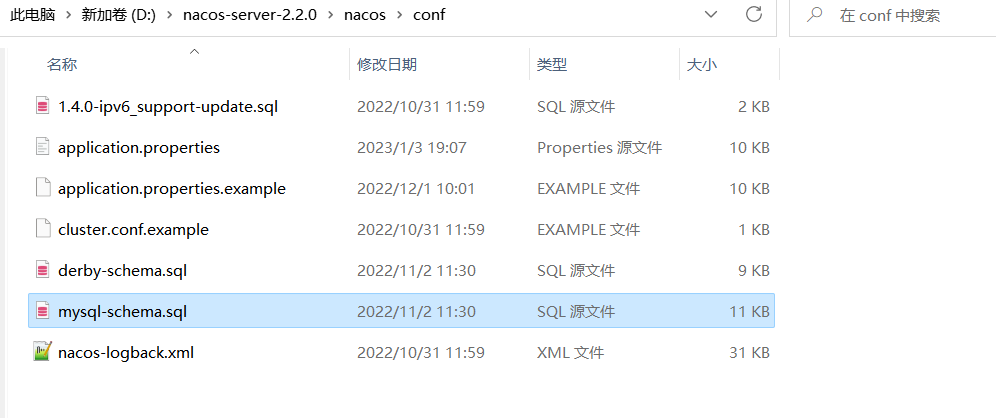 此电脑 > 新加卷 (D:) > nacos-server-2.2.0 > nacos > conf 在 conf 中搜索
名称 修改日期 类型 大小
1.4.0-ipv6_support-update.sql 2022/10/31 11:59 SQL 源文件 2 KB
application.properties 2023/1/3 19:07 Properties 源文件 10 KB
application.properties.example 2022/12/1 10:01 EXAMPLE 文件 10 KB
cluster.conf.example 2022/10/31 11:59 EXAMPLE 文件 1 KB
derby-schema.sql 2022/11/2 11:30 SQL 源文件 9 KB
mysql-schema.sql 2022/11/2 11:30 SQL 源文件 11 KB
nacos-logback.xml 2022/10/31 11:59 XML 文件 31 KB